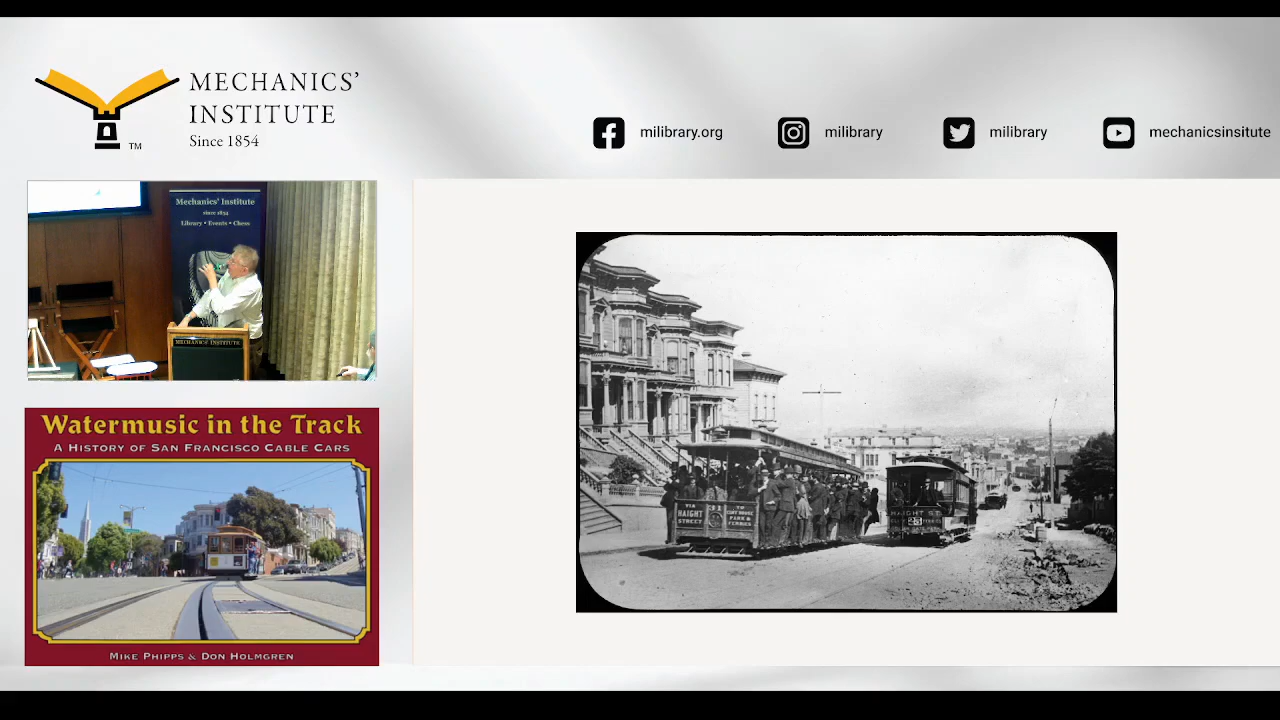 MECHANICS'
INSTITUTE
Since 1854
TM
milibrary.org
milibrary
milibrary
mechanicsinsitute
Mechanics' Institute
since 1854
Library • Events • Chess
MECHANICS' INSTITUTE
Watermusic in the Track
A History of San Francisco Cable Cars
Mike Phipps & Don Holmgren
VIA
HAIGHT
STREET
31
TO
PARK &
FERRIES
HAIGHT ST.
23